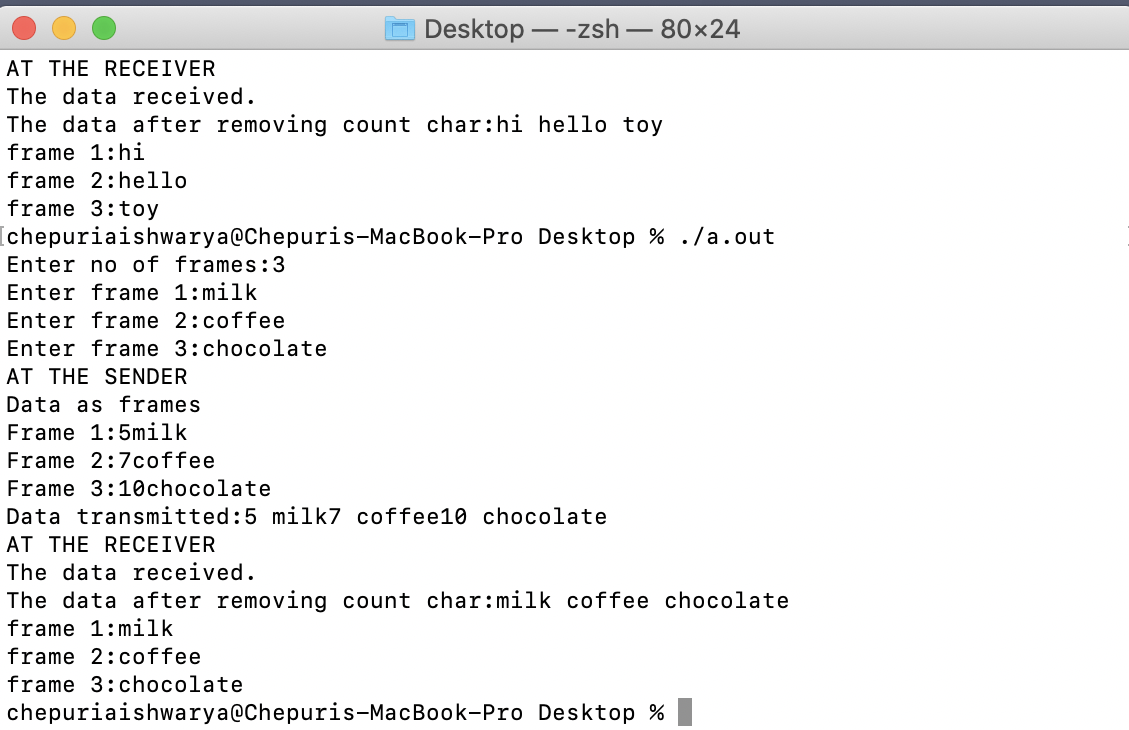 Desktop — -zsh — 80×24
AT THE RECEIVER
The data received.
The data after removing count char:hi hello toy
frame 1:hi
frame 2:hello
frame 3:toy
[chepuriaishwarya@Chepuris-MacBook-Pro Desktop % ./a.out
Enter no of frames:3
Enter frame 1:milk
Enter frame 2:coffee
Enter frame 3:chocolate
AT THE SENDER
Data as frames
Frame 1:5milk
Frame 2:7coffee
Frame 3:10chocolate
Data transmitted:5 milk7 coffee10 chocolate
AT THE RECEIVER
The data received.
The data after removing count char:milk coffee chocolate
frame 1:milk
frame 2:coffee
frame 3:chocolate
chepuriaishwarya@Chepuris-MacBook-Pro Desktop %